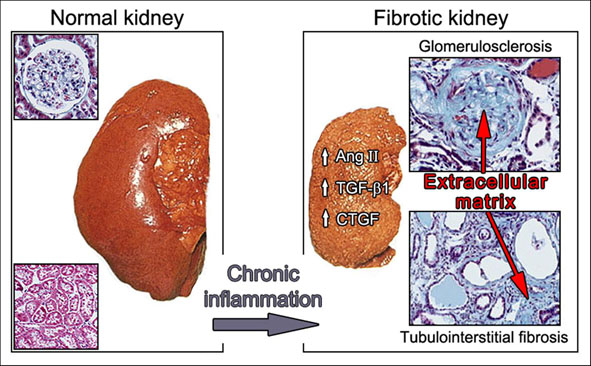 Normal kidney
Fibrotic kidney
Glomerulosclerosis
↑ Ang II
↑ TGF-β1
↑ CTGF
Extracellular
matrix
Chronic
inflammation
Tubulointerstitial fibrosis